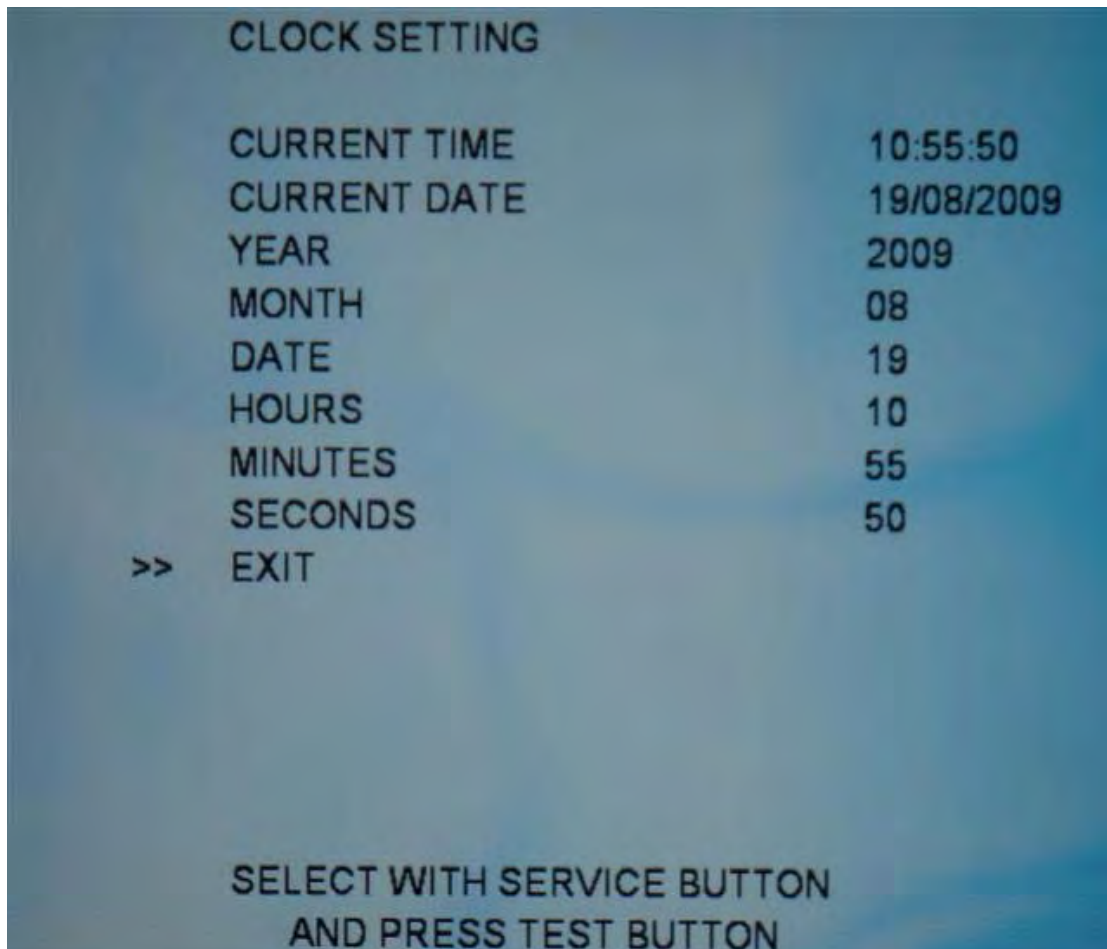 CLOCK SETTING
CURRENT TIME 10:55:50
CURRENT DATE 19/08/2009
YEAR 2009
MONTH 08
DATE 19
HOURS 10
MINUTES 55
SECONDS 50
>> EXIT
SELECT WITH SERVICE BUTTON
AND PRESS TEST BUTTON